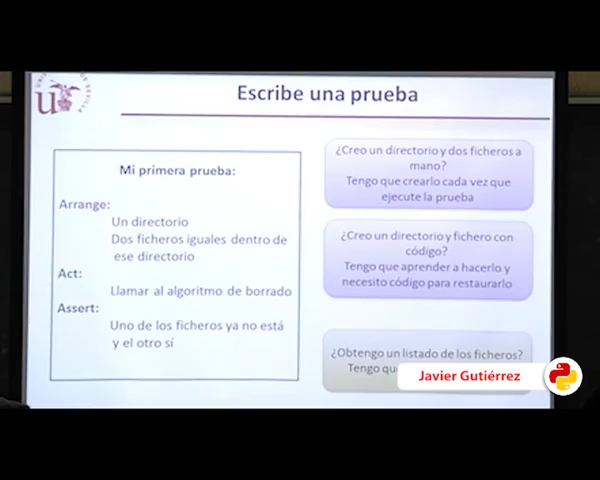 Escribe una prueba
Mi primera prueba:
Arrange:
Un directorio
Dos ficheros iguales dentro de
ese directorio
Act:
Llamar al algoritmo de borrado
Assert:
Uno de los ficheros ya no está
y el otro sí
¿Creo un directorio y dos ficheros a
mano?
Tengo que crearlo cada vez que
ejecute la prueba
¿Creo un directorio y fichero con
código?
Tengo que aprender a hacerlo y
necesito código para restaurarlo
¿Obtengo un listado de los ficheros?
Tengo
Javier Gutiérrez